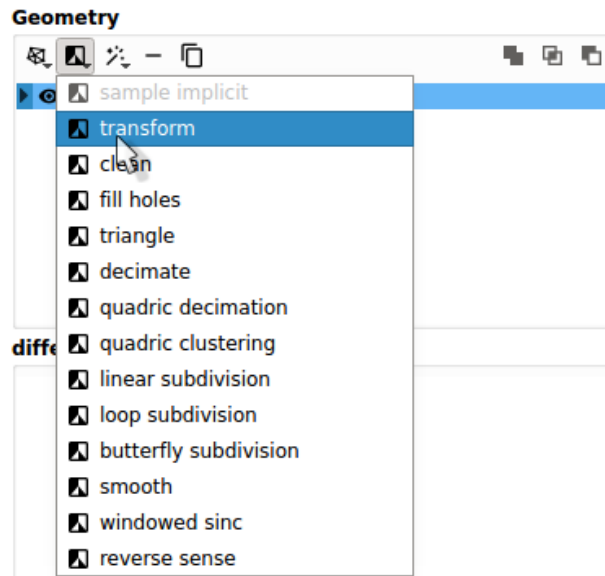 Geometry
sample implicit
transform
clean
fill holes
triangle
decimate
quadric decimation
diffe
quadric clustering
linear subdivision
loop subdivision
butterfly subdivision
smooth
windowed sinc
reverse sense